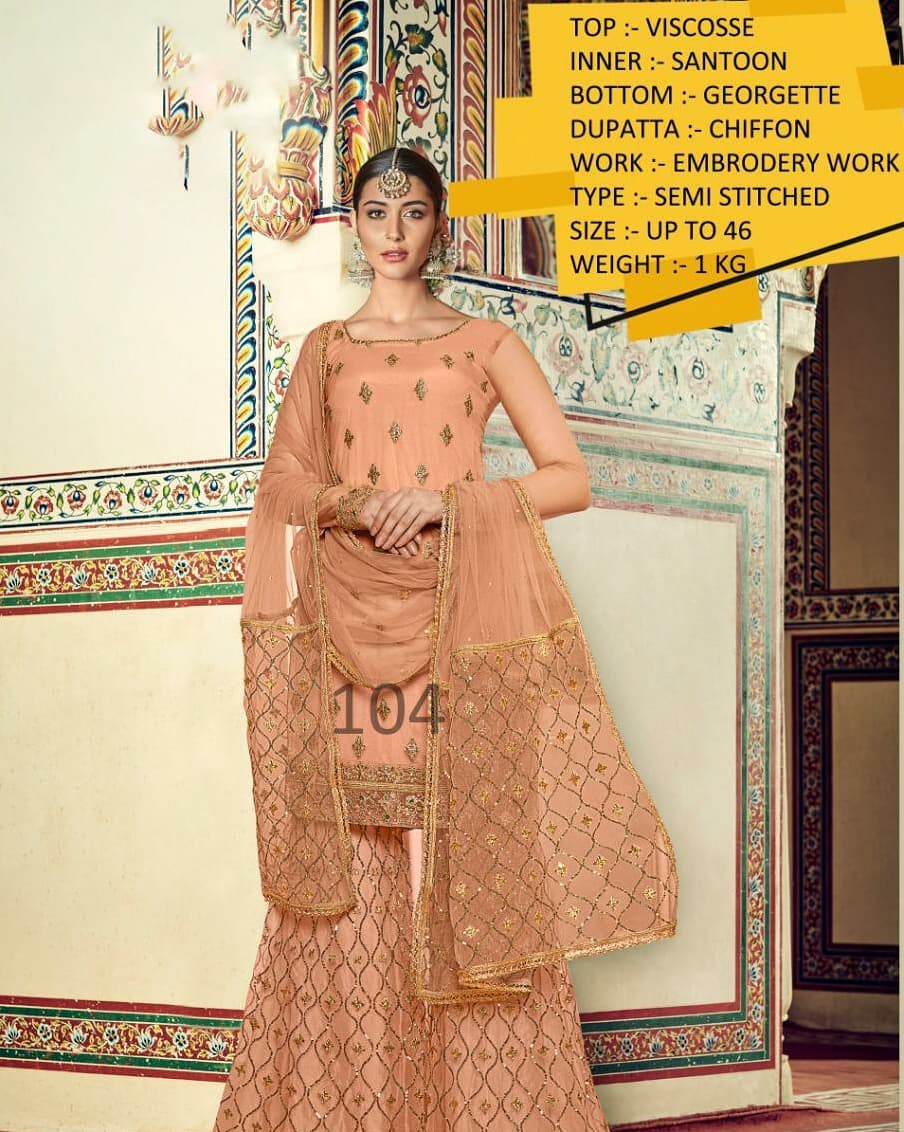 TOP :- VISCOSSE
INNER :- SANTOON
BOTTOM :- GEORGETTE
DUPATTA :- CHIFFON
WORK :- EMBRODERY WORK
TYPE :- SEMI STITCHED
SIZE :- UP TO 46
WEIGHT :- 1 KG
104